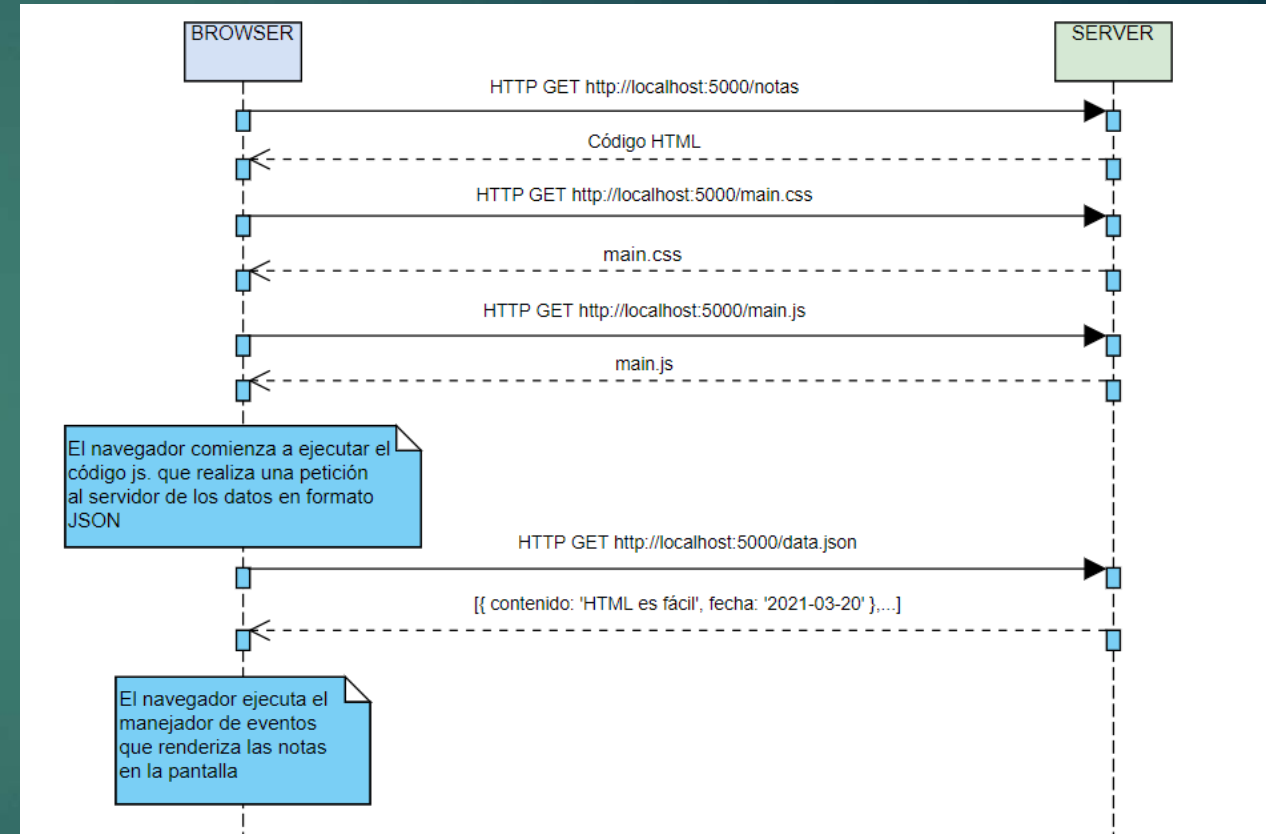 BROWSER
SERVER
HTTP GET http://localhost:5000/notas
Código HTML
HTTP GET http://localhost:5000/main.css
main.css
HTTP GET http://localhost:5000/main.js
main.js
El navegador comienza a ejecutar el
código js. que realiza una petición
al servidor de los datos en formato
JSON
HTTP GET http://localhost:5000/data.json
[{ contenido: 'HTML es fácil', fecha: '2021-03-20' },...]
El navegador ejecuta el
manejador de eventos
que renderiza las notas
en la pantalla